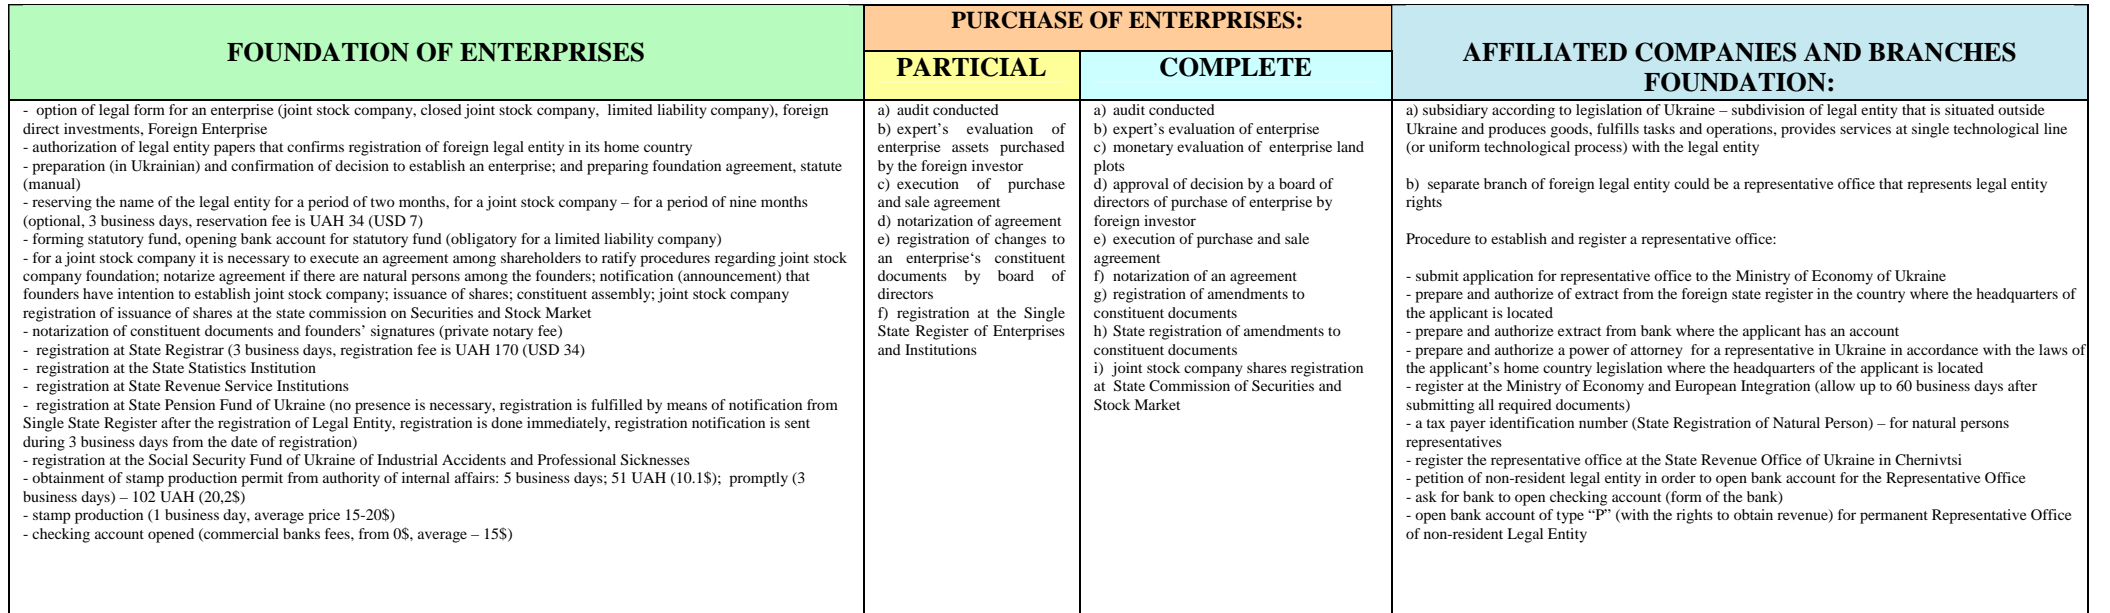 FOUNDATION OF ENTERPRISES
- option of legal form for an enterprise (joint stock company, closed joint stock company, limited liability company), foreign
direct investments, Foreign Enterprise
- authorization of legal entity papers that confirms registration of foreign legal entity in its home country
- preparation (in Ukrainian) and confirmation of decision to establish an enterprise; and preparing foundation agreement, statute
(manual)
- reserving the name of the legal entity for a period of two months, for a joint stock company – for a period of nine months
(optional, 3 business days, reservation fee is UAH 34 (USD 7)
- forming statutory fund, opening bank account for statutory fund (obligatory for a limited liability company)
- for a joint stock company it is necessary to execute an agreement among shareholders to ratify procedures regarding joint stock
company foundation; notarize agreement if there are natural persons among the founders; notification (announcement) that
founders have intention to establish joint stock company; issuance of shares; constituent assembly; joint stock company
registration of issuance of shares at the state commission on Securities and Stock Market
- notarization of constituent documents and founders’ signatures (private notary fee)
- registration at State Registrar (3 business days, registration fee is UAH 170 (USD 34)
- registration at the State Statistics Institution
- registration at State Revenue Service Institutions
- registration at State Pension Fund of Ukraine (no presence is necessary, registration is fulfilled by means of notification from
Single State Register after the registration of Legal Entity, registration is done immediately, registration notification is sent
during 3 business days from the date of registration)
- registration at the Social Security Fund of Ukraine of Industrial Accidents and Professional Sicknesses
- obtainment of stamp production permit from authority of internal affairs: 5 business days; 51 UAH (10.1$); promptly (3
business days) – 102 UAH (20,2$)
- stamp production (1 business day, average price 15-20$)
- checking account opened (commercial banks fees, from 0$, average – 15$)
PURCHASE OF ENTERPRISES:
PARTICIAL
a) audit conducted
b) expert’s evaluation of
enterprise assets purchased
by the foreign investor
c) execution of purchase
and sale agreement
d) notarization of agreement
e) registration of changes to
an enterprise‘s constituent
documents by board of
directors
f) registration at the Single
State Register of Enterprises
and Institutions
COMPLETE
a) audit conducted
b) expert’s evaluation of enterprise
c) monetary evaluation of enterprise land
plots
d) approval of decision by a board of
directors of purchase of enterprise by
foreign investor
e) execution of purchase and sale
agreement
f) notarization of an agreement
g) registration of amendments to
constituent documents
h) State registration of amendments to
constituent documents
i) joint stock company shares registration
at State Commission of Securities and
Stock Market
AFFILIATED COMPANIES AND BRANCHES
FOUNDATION:
a) subsidiary according to legislation of Ukraine – subdivision of legal entity that is situated outside
Ukraine and produces goods, fulfills tasks and operations, provides services at single technological line
(or uniform technological process) with the legal entity
b) separate branch of foreign legal entity could be a representative office that represents legal entity
rights
Procedure to establish and register a representative office:
- submit application for representative office to the Ministry of Economy of Ukraine
- prepare and authorize of extract from the foreign state register in the country where the headquarters of
the applicant is located
- prepare and authorize extract from bank where the applicant has an account
- prepare and authorize a power of attorney for a representative in Ukraine in accordance with the laws of
the applicant’s home country legislation where the headquarters of the applicant is located
- register at the Ministry of Economy and European Integration (allow up to 60 business days after
submitting all required documents)
- a tax payer identification number (State Registration of Natural Person) – for natural persons
representatives
- register the representative office at the State Revenue Office of Ukraine in Chernivtsi
- petition of non-resident legal entity in order to open bank account for the Representative Office
- ask for bank to open checking account (form of the bank)
- open bank account of type “P” (with the rights to obtain revenue) for permanent Representative Office
of non-resident Legal Entity